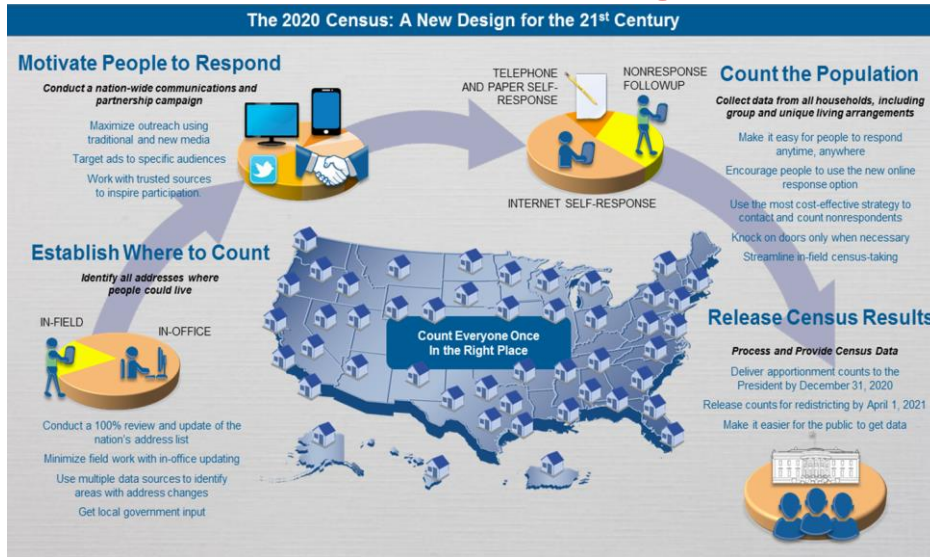 The 2020 Census: A New Design for the 21st Century
Motivate People to Respond
Conduct a nation-wide communications and
partnership campaign
Maximize outreach using
traditional and new media
Target ads to specific audiences
Work with trusted sources
to inspire participation.
Establish Where to Count
Identify all addresses where
people could live
IN-FIELD
IN-OFFICE
Conduct a 100% review and update of the
nation's address list
Minimize field work with in-office updating
Use multiple data sources to identify
areas with address changes
Get local government input
TELEPHONE
AND PAPER SELF-
RESPONSE
NONRESPONSE
FOLLOWUP
INTERNET SELF-RESPONSE
Count Everyone Once
In the Right Place
Count the Population
Collect data from all households, including
group and unique living arrangements
Make it easy for people to respond
anytime, anywhere
Encourage people to use the new online
response option
Use the most cost-effective strategy to
contact and count nonrespondents
Knock on doors only when necessary
Streamline in-field census-taking
Release Census Results
Process and Provide Census Data
Deliver apportionment counts to the
President by December 31, 2020
Release counts for redistricting by April 1, 2021
Make it easier for the public to get data